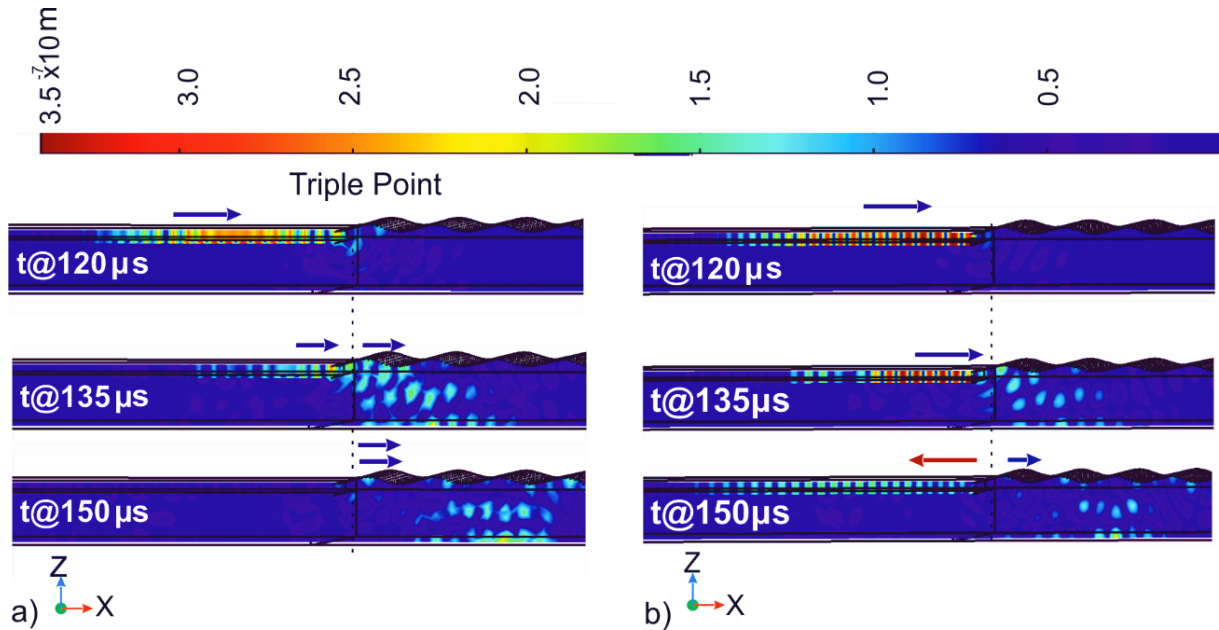 3.5 x10⁻⁷ m
3.0
2.5
2.0
1.5
1.0
0.5
Triple Point
t@120 µs
t@120 µs
t@135 µs
t@135µs
t@150 µs
t@150µs
Z
X
a)
Z
X
b)